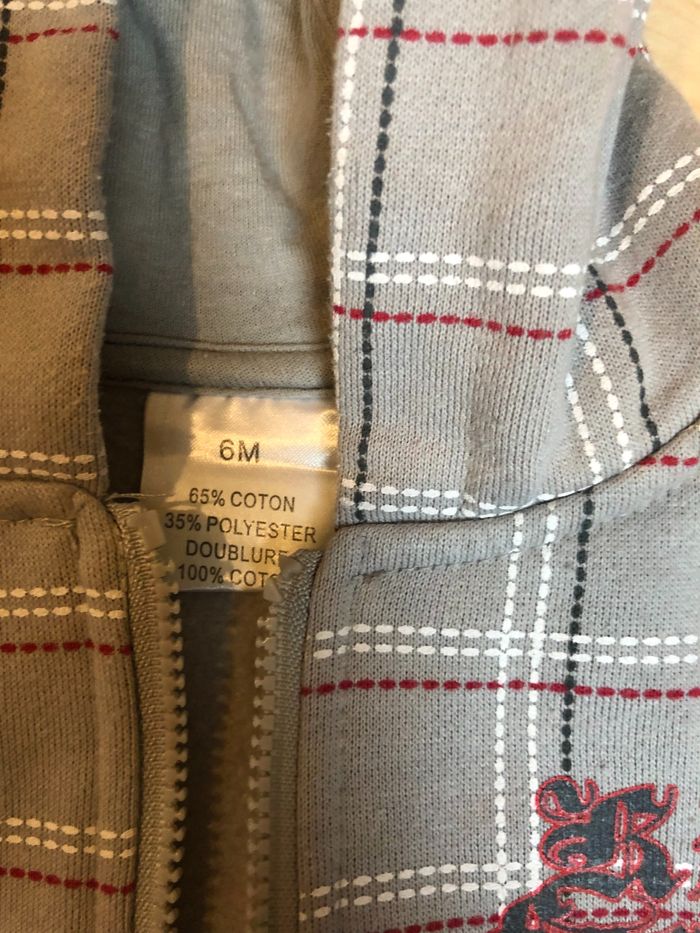 6M
65% COTON
35% POLYESTER
DOUBLURE
100%